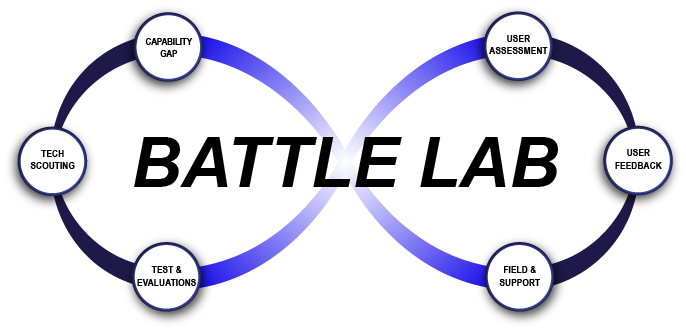 CAPABILITY
GAP
USER
ASSESSMENT
TECH
SCOUTING
BATTLE LAB
USER
FEEDBACK
TEST &
EVALUATIONS
FIELD &
SUPPORT